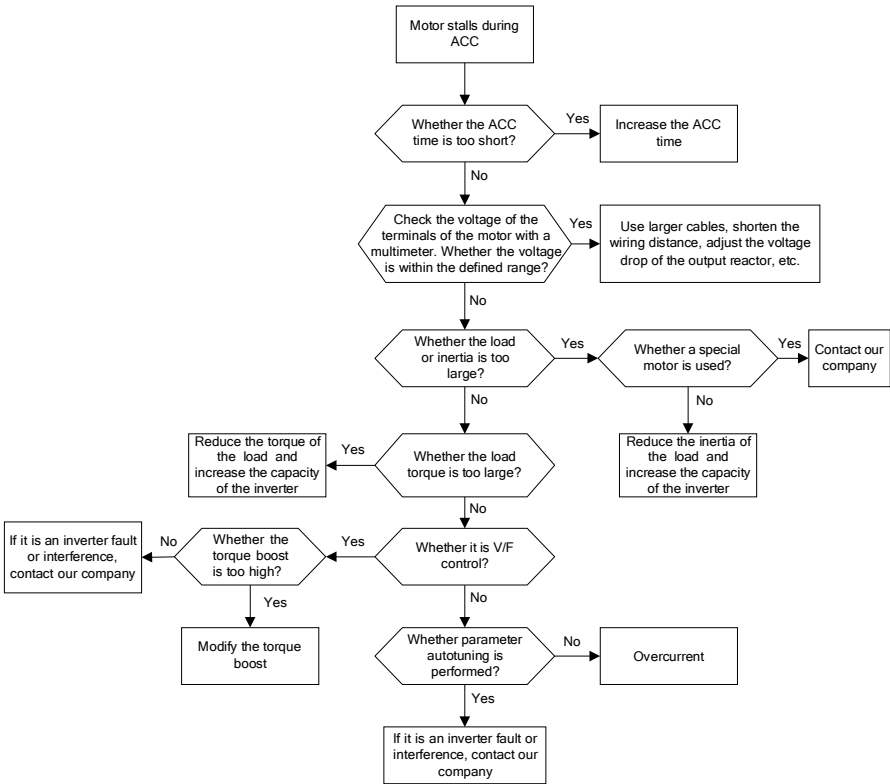 Motor stalls during
ACC
Whether the ACC
time is too short?
Yes
Increase the ACC
time
No
Check the voltage of the
terminals of the motor with a
multimeter. Whether the voltage
is within the defined range?
Yes
Use larger cables, shorten the
wiring distance, adjust the voltage
drop of the output reactor, etc.
No
Whether the load
or inertia is too
large?
Yes
Whether a special
motor is used?
Yes
Contact our
company
No
No
Reduce the torque of
the load and
increase the capacity
of the inverter
Yes
Whether the load
torque is too large?
Reduce the inertia of
the load and
increase the capacity
of the inverter
No
If it is an inverter fault
or interference,
contact our company
No
Whether the
torque boost
is too high?
Yes
Whether it is V/F
control?
Yes
No
Modify the torque
boost
Whether parameter
autotuning is
performed?
No
Overcurrent
Yes
If it is an inverter fault or
interference, contact our
company